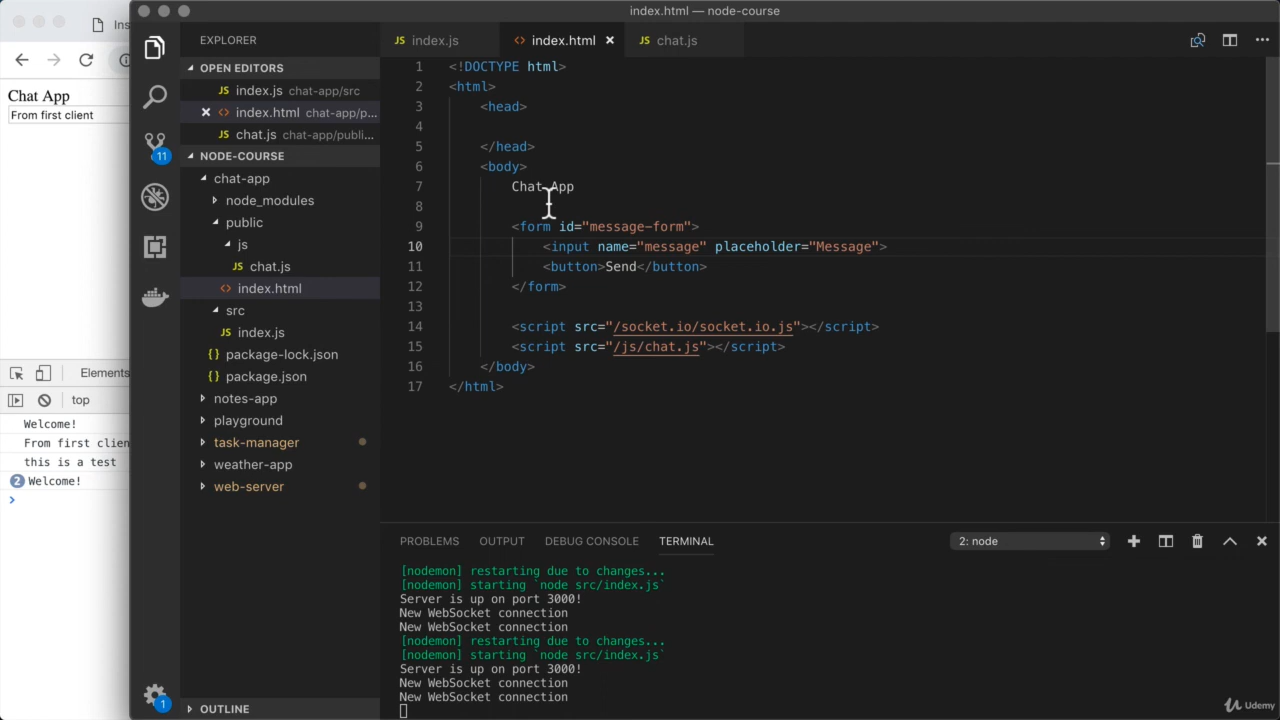 index.html — node-course
Ins
Chat App
From first client
Elements
top
Welcome!
From first clien
this is a test
2 Welcome!
>
11
1
EXPLORER
OPEN EDITORS
JS index.js chat-app/src
<> index.html chat-app/p...
JS chat.js chat-app/publi...
NODE-COURSE
chat-app
node_modules
public
js
JS chat.js
<> index.html
src
JS index.js
{} package-lock.json
{} package.json
notes-app
playground
task-manager
weather-app
web-server
OUTLINE
JS index.js
<> index.html
JS chat.js
1 <!DOCTYPE html>
2 <html>
3 <head>
4
5 </head>
6 <body>
7 Chat App
8
9 <form id="message-form">
10 <input name="message" placeholder="Message">
11 <button>Send</button>
12 </form>
13
14 <script src="/socket.io/socket.io.js"></script>
15 <script src="/js/chat.js"></script>
16 </body>
17 </html>
PROBLEMS OUTPUT DEBUG CONSOLE TERMINAL
2: node
[nodemon] restarting due to changes...
[nodemon] starting `node src/index.js`
Server is up on port 3000!
New WebSocket connection
New WebSocket connection
[nodemon] restarting due to changes...
[nodemon] starting `node src/index.js`
Server is up on port 3000!
New WebSocket connection
New WebSocket connection
Udemy